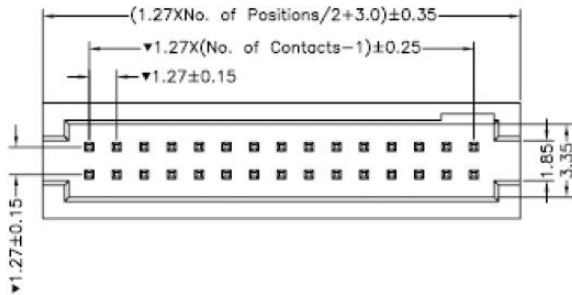 (1.27XNo. of Positions/2+3.0)±0.35
▼1.27X(No. of Contacts-1)±0.25
▼1.27±0.15
1.85
3.35
▼1.27±0.15